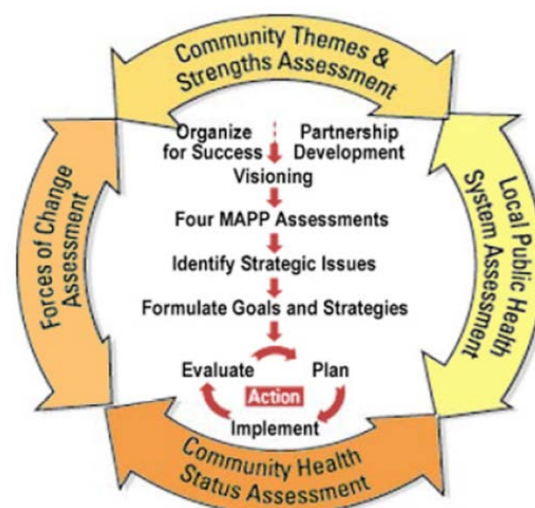 Community Themes &
Strengths Assessment
Organize
for Success
Partnership
Development
Visioning
Four MAPP Assessments
Identify Strategic Issues
Formulate Goals and Strategies
Evaluate
Plan
Action
Implement
Forces of Change
Assessment
Local Public Health
System Assessment
Community Health
Status Assessment